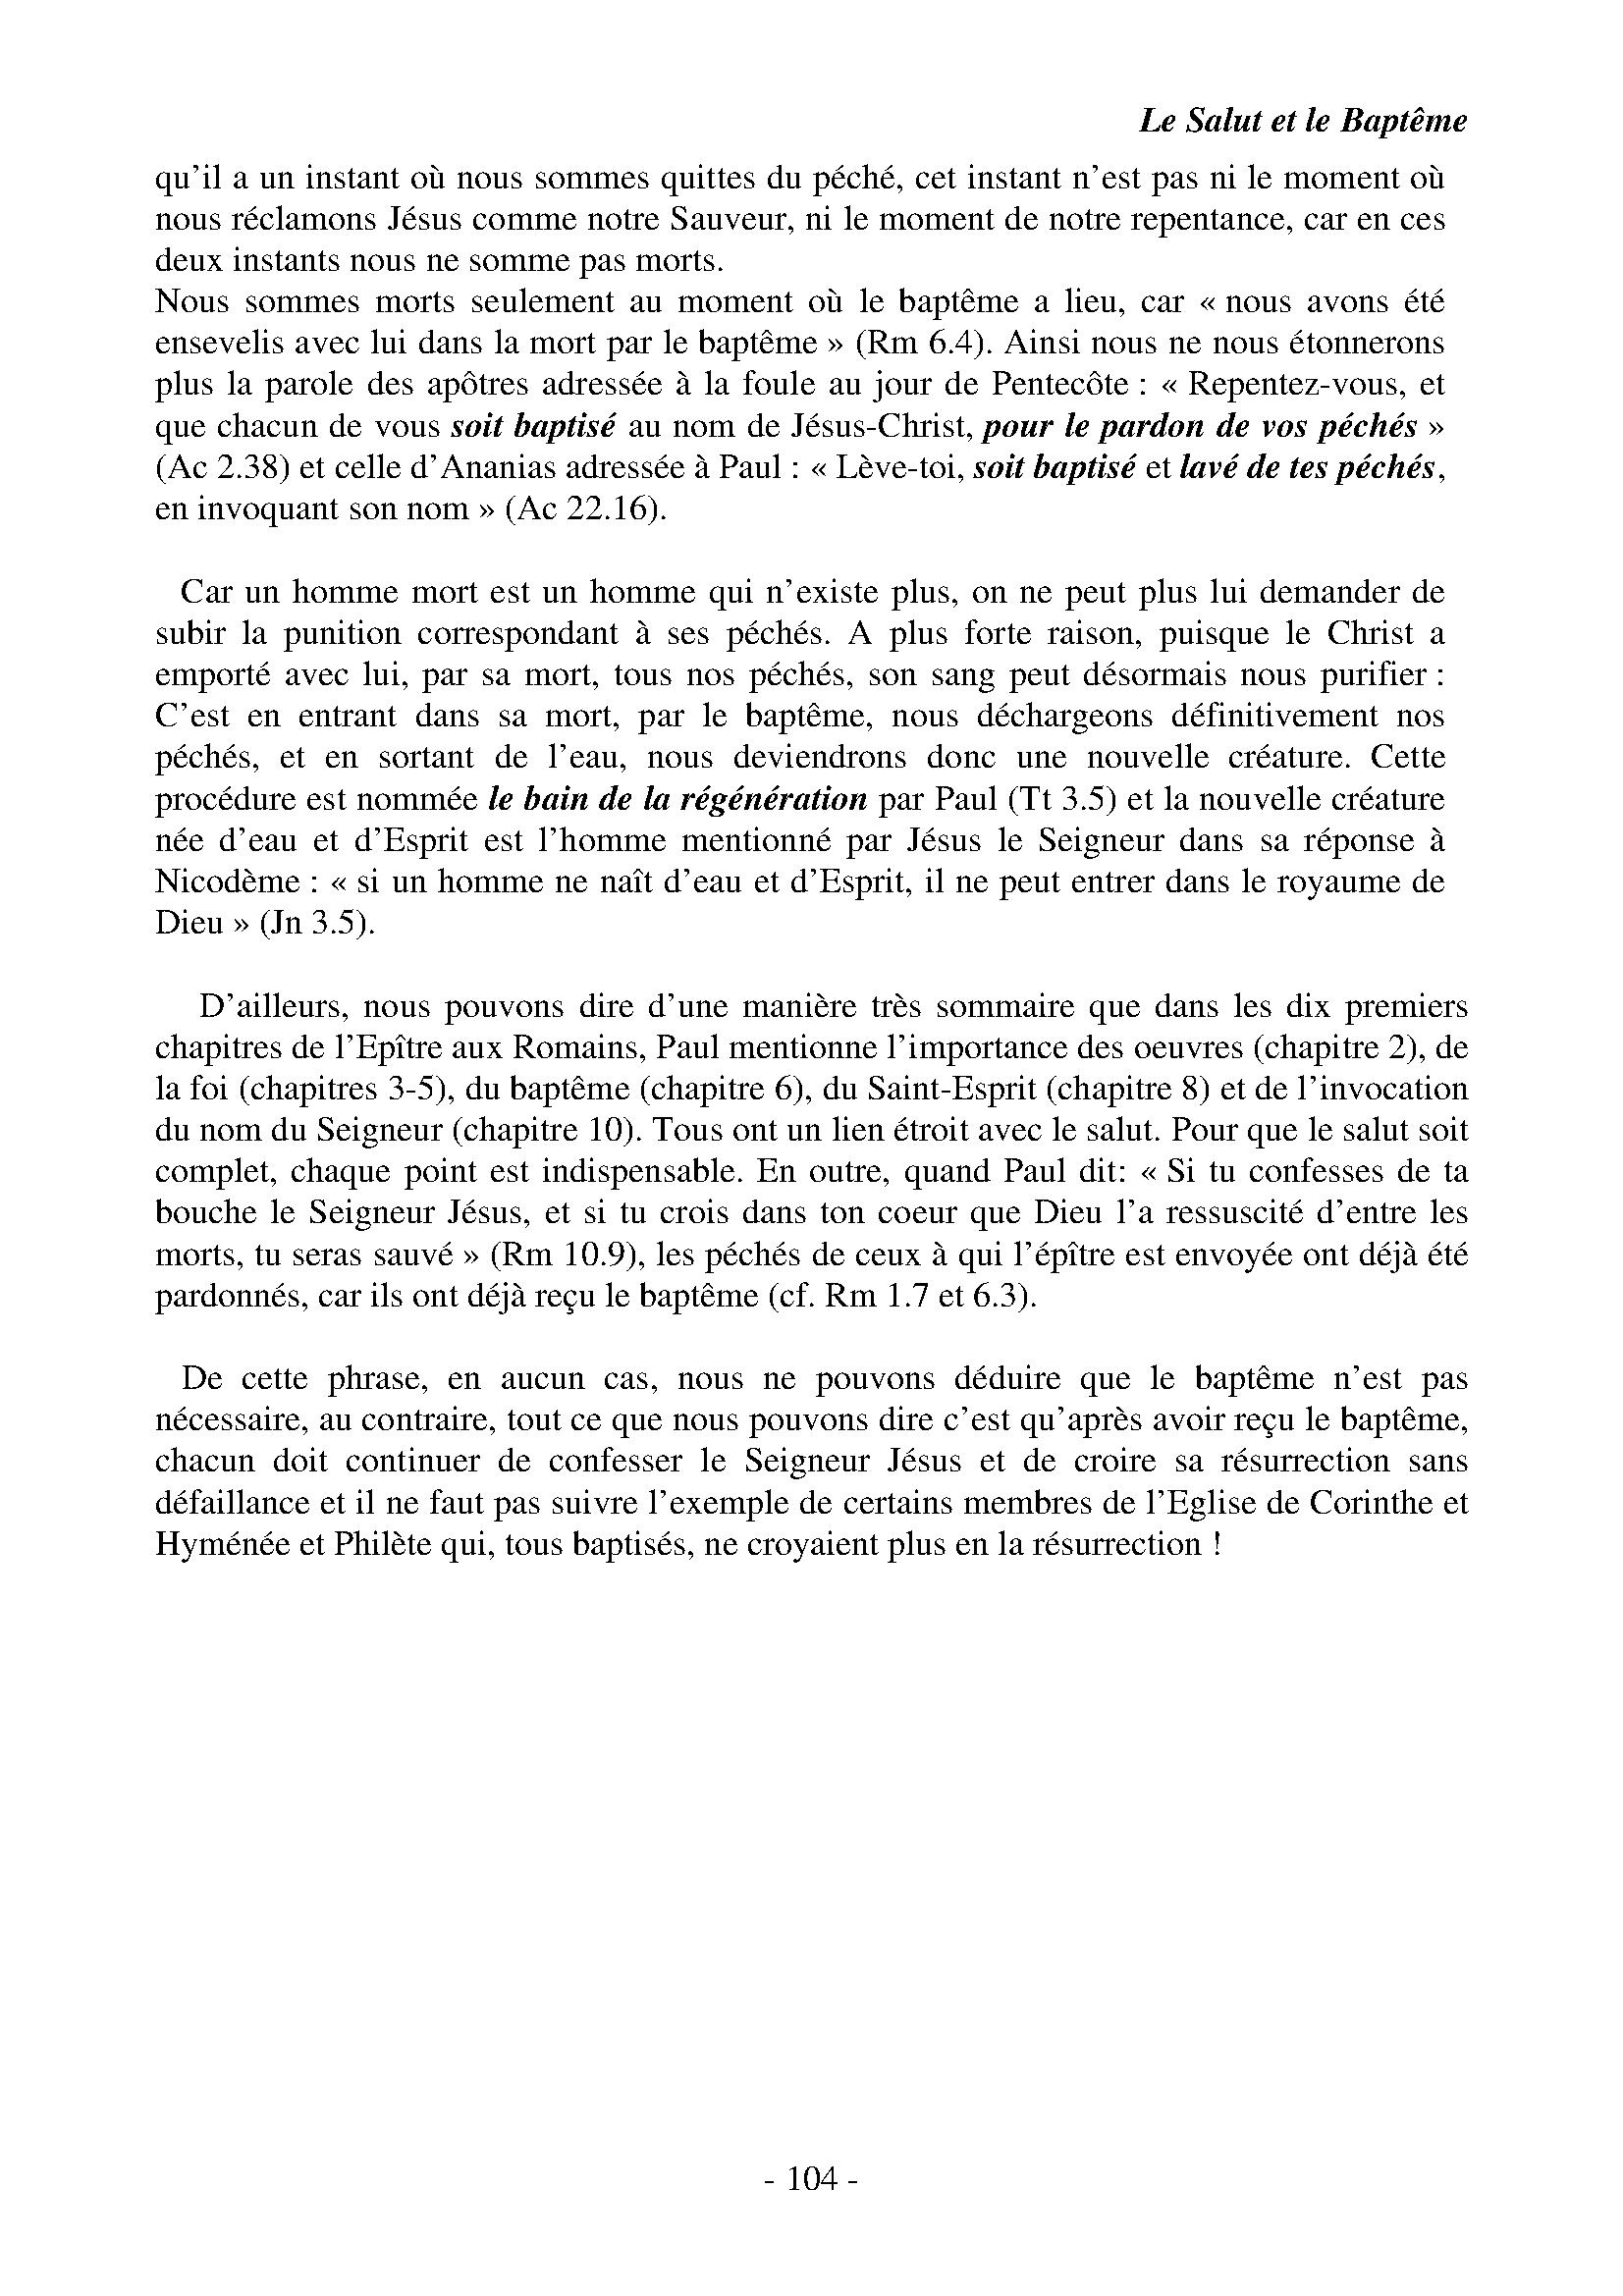 Le Salut et le Baptême
qu’il a un instant où nous sommes quittes du péché, cet instant n’est pas ni le moment où
nous réclamons Jésus comme notre Sauveur, ni le moment de notre repentance, car en ces
deux instants nous ne somme pas morts.
Nous sommes morts seulement au moment où le baptême a lieu, car « nous avons été
ensevelis avec lui dans la mort par le baptême » (Rm 6.4). Ainsi nous ne nous étonnerons
plus la parole des apôtres adressée à la foule au jour de Pentecôte : « Repentez-vous, et
que chacun de vous soit baptisé au nom de Jésus-Christ, pour le pardon de vos péchés »
(Ac 2.38) et celle d’Ananias adressée à Paul : « Lève-toi, soit baptisé et lavé de tes péchés,
en invoquant son nom » (Ac 22.16).
Car un homme mort est un homme qui n’existe plus, on ne peut plus lui demander de
subir la punition correspondant à ses péchés. A plus forte raison, puisque le Christ a
emporté avec lui, par sa mort, tous nos péchés, son sang peut désormais nous purifier :
C’est en entrant dans sa mort, par le baptême, nous déchargeons définitivement nos
péchés, et en sortant de l’eau, nous deviendrons donc une nouvelle créature. Cette
procédure est nommée le bain de la régénération par Paul (Tt 3.5) et la nouvelle créature
née d’eau et d’Esprit est l’homme mentionné par Jésus le Seigneur dans sa réponse à
Nicodème : « si un homme ne naît d’eau et d’Esprit, il ne peut entrer dans le royaume de
Dieu » (Jn 3.5).
D’ailleurs, nous pouvons dire d’une manière très sommaire que dans les dix premiers
chapitres de l’Epître aux Romains, Paul mentionne l’importance des oeuvres (chapitre 2), de
la foi (chapitres 3-5), du baptême (chapitre 6), du Saint-Esprit (chapitre 8) et de l’invocation
du nom du Seigneur (chapitre 10). Tous ont un lien étroit avec le salut. Pour que le salut soit
complet, chaque point est indispensable. En outre, quand Paul dit: « Si tu confesses de ta
bouche le Seigneur Jésus, et si tu crois dans ton coeur que Dieu l’a ressuscité d’entre les
morts, tu seras sauvé » (Rm 10.9), les péchés de ceux à qui l’épître est envoyée ont déjà été
pardonnés, car ils ont déjà reçu le baptême (cf. Rm 1.7 et 6.3).
De cette phrase, en aucun cas, nous ne pouvons déduire que le baptême n’est pas
nécessaire, au contraire, tout ce que nous pouvons dire c’est qu’après avoir reçu le baptême,
chacun doit continuer de confesser le Seigneur Jésus et de croire sa résurrection sans
défaillance et il ne faut pas suivre l’exemple de certains membres de l’Eglise de Corinthe et
Hyménée et Philète qui, tous baptisés, ne croyaient plus en la résurrection !
- 104 -